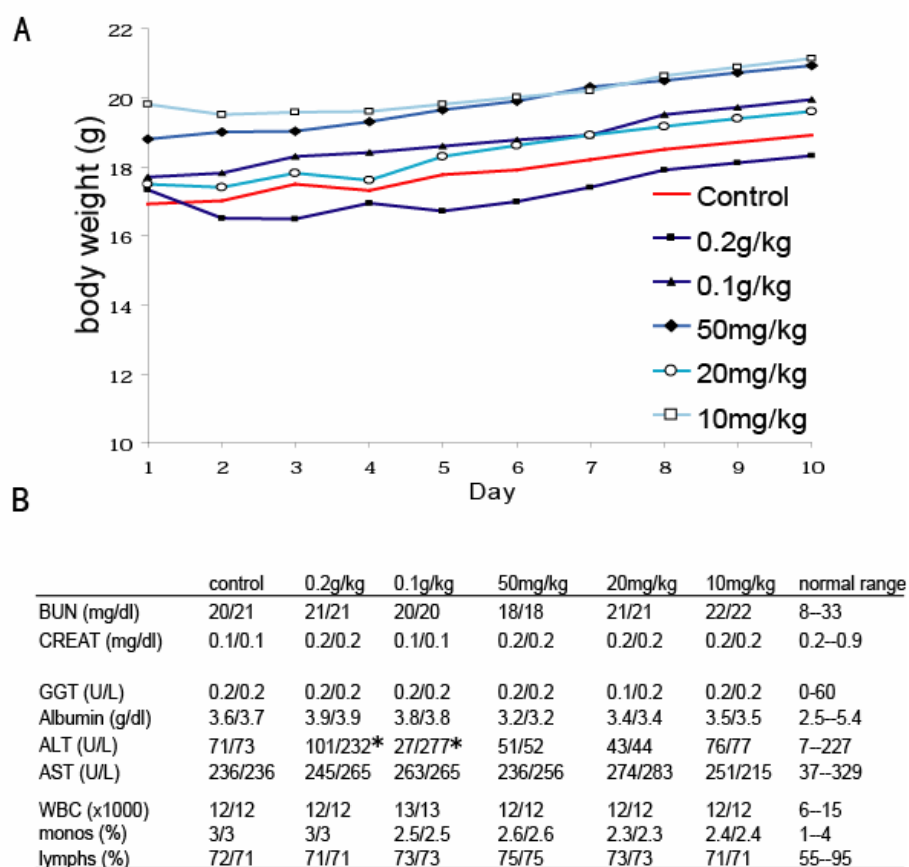 A
body weight (g)
22
20
18
16
14
12
10
1 2 3 4 5 6 7 8 9 10
Day
Control
0.2g/kg
0.1g/kg
50mg/kg
20mg/kg
10mg/kg
B
control 0.2g/kg 0.1g/kg 50mg/kg 20mg/kg 10mg/kg normal range
BUN (mg/dl) 20/21 21/21 20/20 18/18 21/21 22/22 8--33
CREAT (mg/dl) 0.1/0.1 0.2/0.2 0.1/0.1 0.2/0.2 0.2/0.2 0.2/0.2 0.2--0.9
GGT (U/L) 0.2/0.2 0.2/0.2 0.2/0.2 0.2/0.2 0.1/0.2 0.2/0.2 0-60
Albumin (g/dl) 3.6/3.7 3.9/3.9 3.8/3.8 3.2/3.2 3.4/3.4 3.5/3.5 2.5--5.4
ALT (U/L) 71/73 101/232* 27/277* 51/52 43/44 76/77 7--227
AST (U/L) 236/236 245/265 263/265 236/256 274/283 251/215 37--329
WBC (x1000) 12/12 12/12 13/13 12/12 12/12 12/12 6--15
monos (%) 3/3 3/3 2.5/2.5 2.6/2.6 2.3/2.3 2.4/2.4 1--4
lymphs (%) 72/71 71/71 73/73 75/75 73/73 71/71 55--95